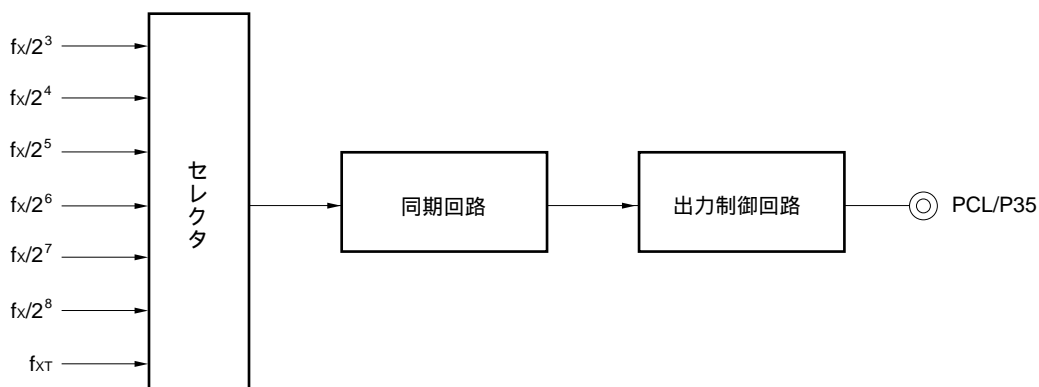 fX/2³
fX/2⁴
fX/2⁵
fX/2⁶
fX/2⁷
fX/2⁸
fXT
セレクタ
同期回路
出力制御回路
PCL/P35